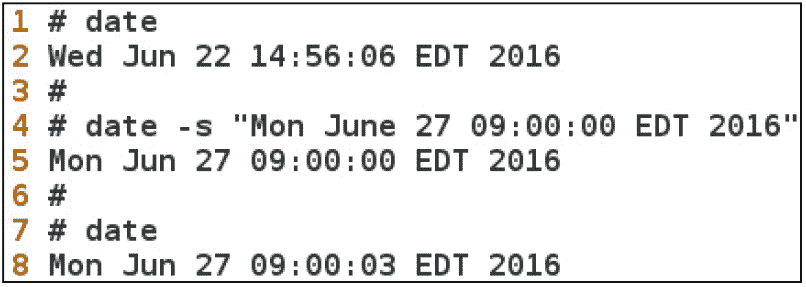 1 # date
2 Wed Jun 22 14:56:06 EDT 2016
3 #
4 # date -s "Mon June 27 09:00:00 EDT 2016"
5 Mon Jun 27 09:00:00 EDT 2016
6 #
7 # date
8 Mon Jun 27 09:00:03 EDT 2016